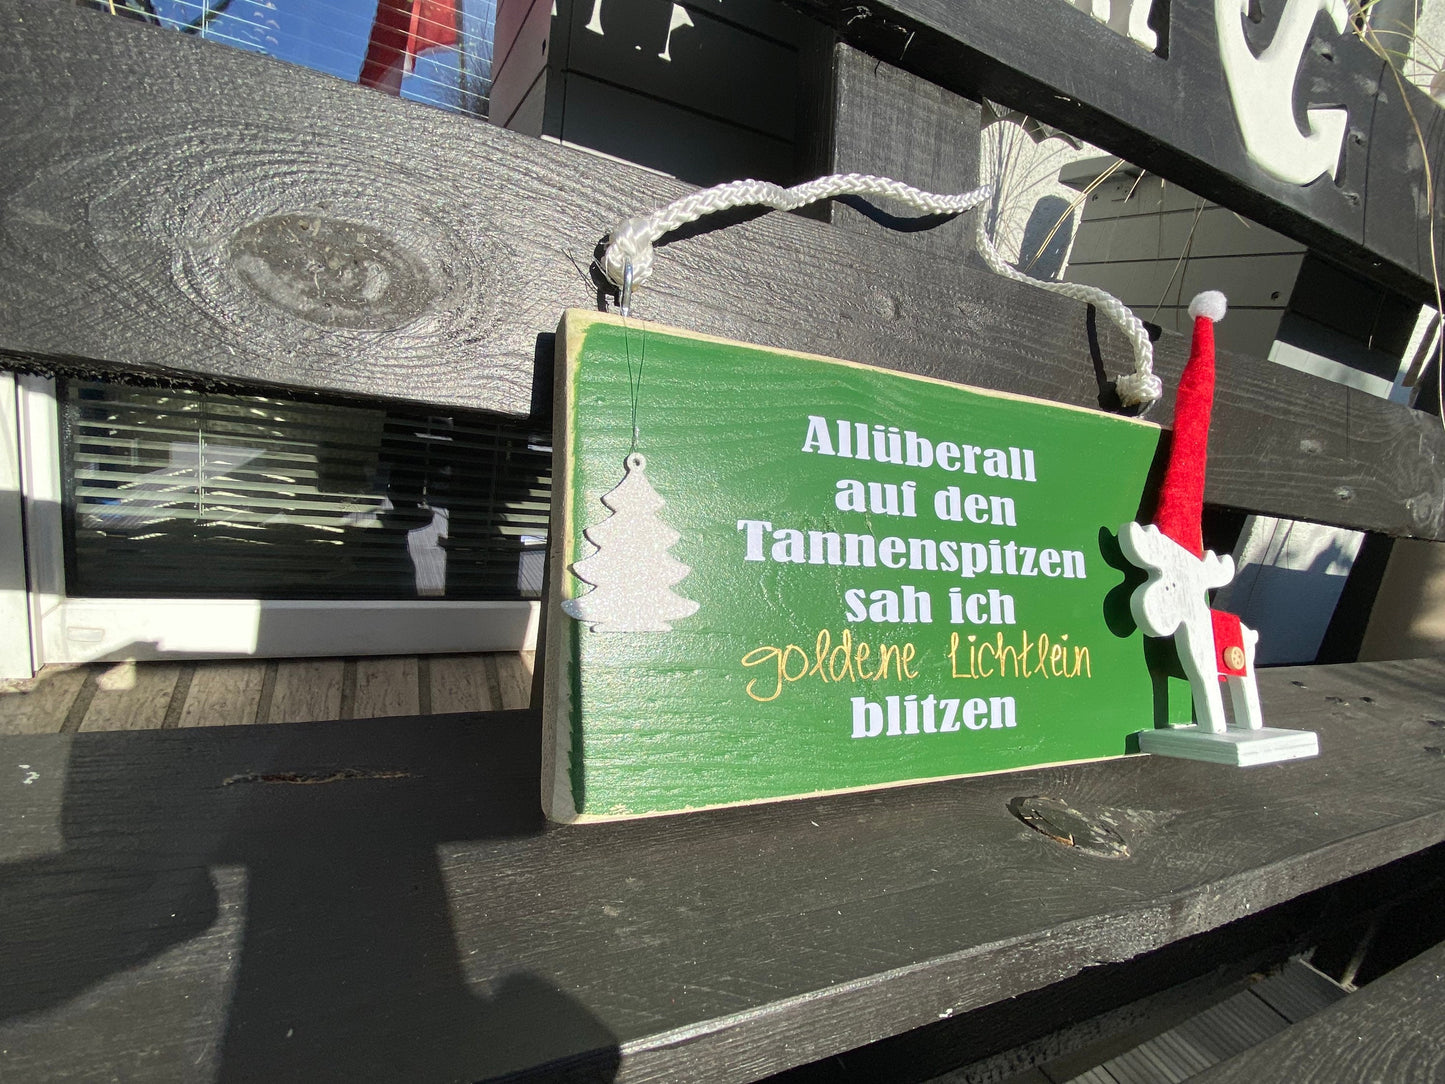 Allüberall
auf den
Tannenspitzen
sah ich
goldene Lichtlein
blitzen